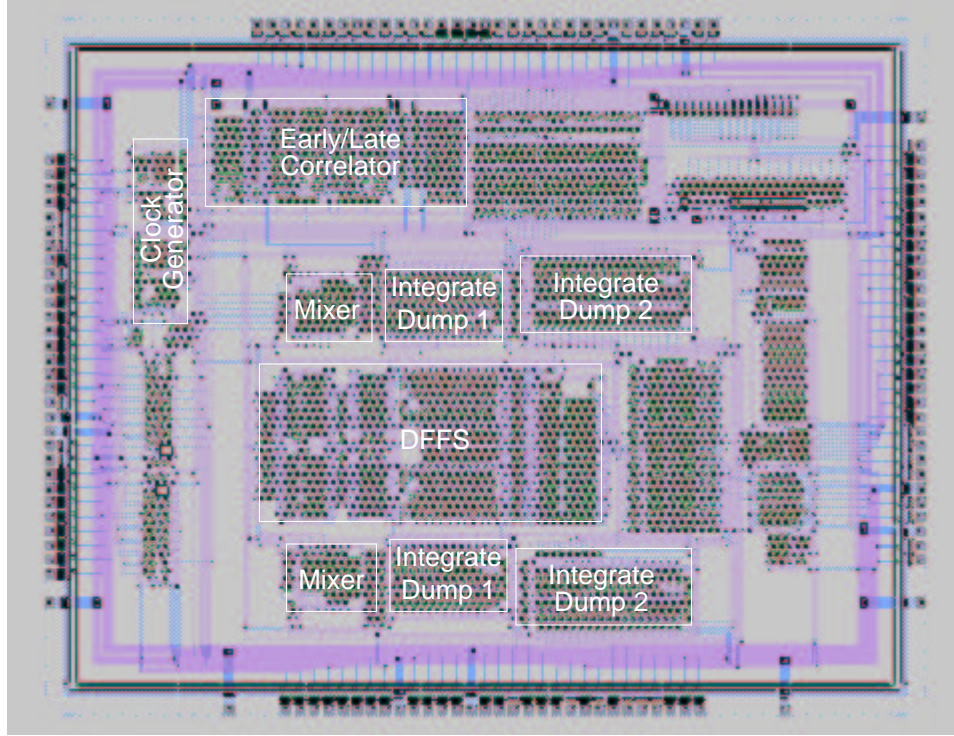 Early/Late
Correlator
Clock
Generator
Mixer
Integrate
Dump 1
Integrate
Dump 2
DFFS
Mixer
Integrate
Dump 1
Integrate
Dump 2